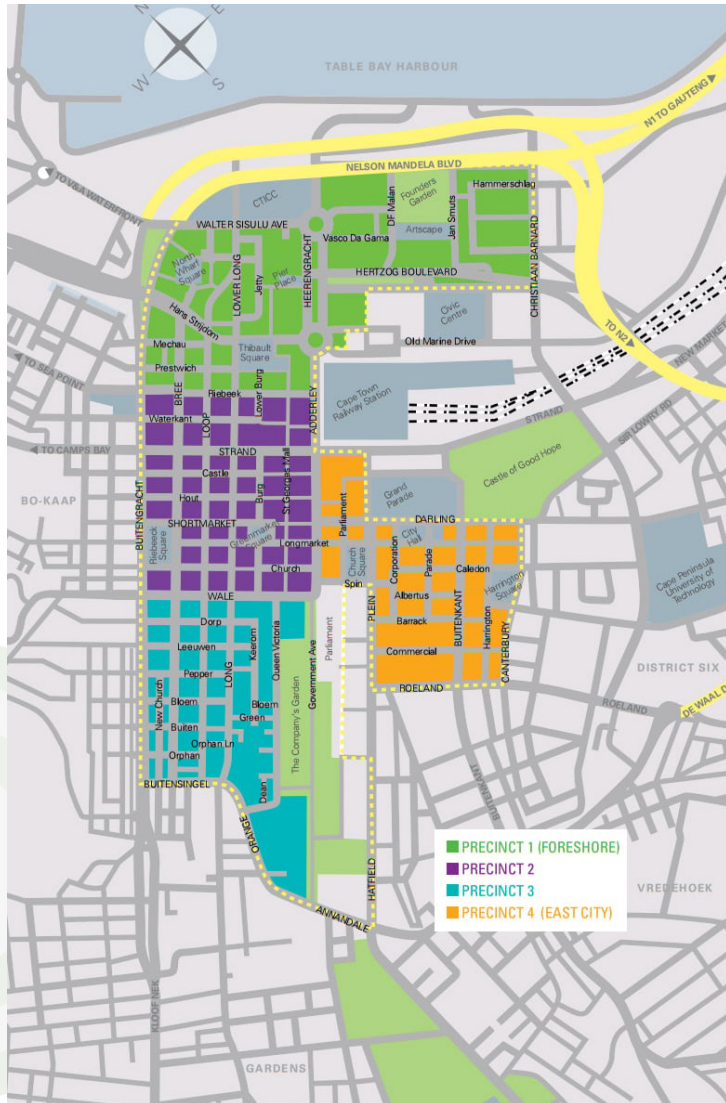 N
E
W
S
TABLE BAY HARBOUR
N1 TO GAUTENG
NELSON MANDELA BLVD
TO V&A WATERFRONT
CTICC
Founders
Garden
Hammerschlag
DF Malan
Jan Smuts
WALTER SISULU AVE
Vasco Da Gama
Artscape
CHRISTIAAN BARNARD
North
Wharf
Square
LOWER LONG
Jetty
Pier
Place
HEERENGRACHT
HERTZOG BOULEVARD
Hans Strijdom
Civic
Centre
TO N2
Mechau
Thibault
Square
Old Marine Drive
NEW MARKET
TO SEA POINT
Prestwich
BREE
Riebeek
Lower Burg
ADDERLEY
Cape Town
Railway Station
STRAND
SIR LOWRY RD
Waterkant
LOOP
TO CAMPS BAY
STRAND
Castle
St Georges Mall
Castle of Good Hope
BO-KAAP
BUITENGRACHT
Hout
Burg
Parliament
Grand
Parade
SHORTMARKET
DARLING
Riebeeck
Square
Greenmarket
Square
Longmarket
Church
Square
City
Hall
Corporation
Parade
Church
Caledon
Cape Peninsula
University of
Technology
Spin
Harrington
Square
WALE
PLEIN
Albertus
BUITENKANT
Dorp
Barrack
Harrington
CANTERBURY
Leeuwen
Keerom
Queen Victoria
Government Ave
Parliament
Commercial
DISTRICT SIX
Pepper
LONG
ROELAND
ROELAND
DE WAAL D
New Church
Bloem
Bloem
The Company's Garden
Buiten
Green
Orphan Ln
Orphan
BUITENSINGEL
Dean
BUITENKANT
ORANGE
HATFIELD
PRECINCT 1 (FORESHORE)
PRECINCT 2
PRECINCT 3
PRECINCT 4 (EAST CITY)
VREDEHOEK
ANNANDALE
KLOOF NEK
GARDENS